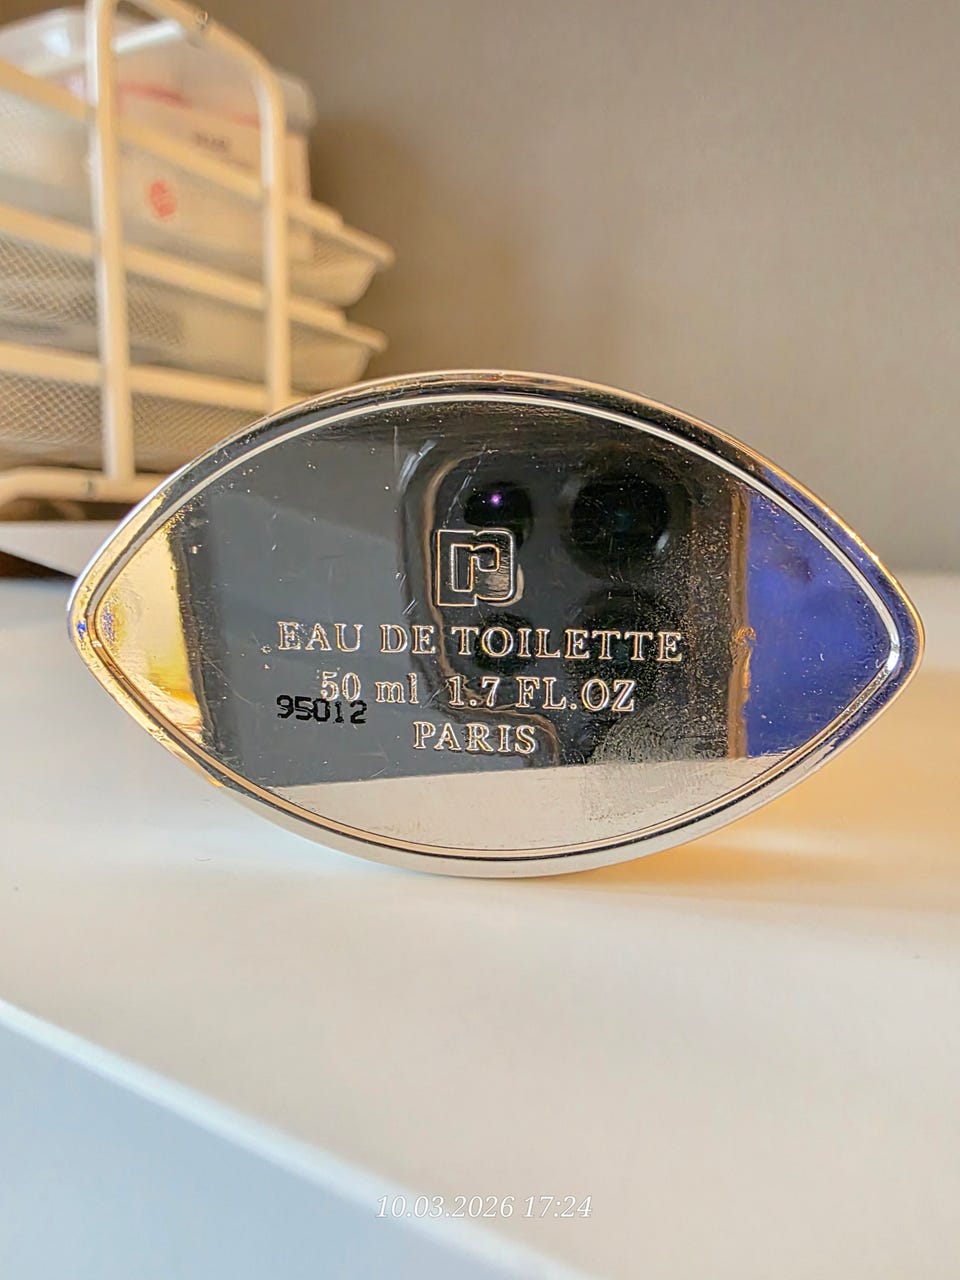 EAU DE TOILETTE
50 ml 1.7 FL.OZ
95012
PARIS
10.03.2026 17:24